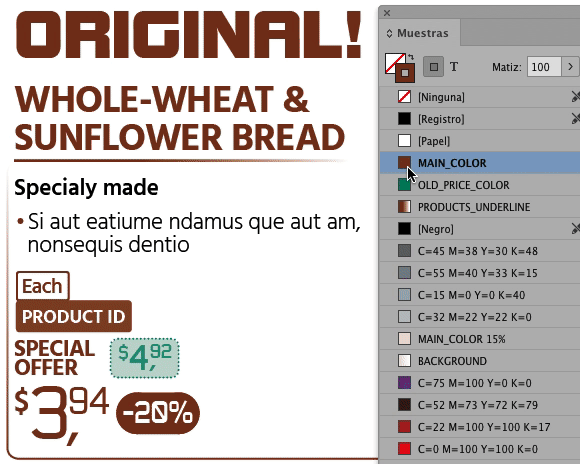 ORIGINAL!
WHOLE-WHEAT &
SUNFLOWER BREAD
Specialy made
• Si aut eatiume ndamus que aut am,
nonsequis dentio
Each
PRODUCT ID
SPECIAL
OFFER
$4,92
$3,94
-20%
Muestras
T
Matiz: 100
[Ninguna]
[Registro]
[Papel]
MAIN_COLOR
OLD_PRICE_COLOR
PRODUCTS_UNDERLINE
[Negro]
C=45 M=38 Y=30 K=48
C=55 M=40 Y=33 K=15
C=15 M=0 Y=0 K=40
C=32 M=22 Y=22 K=0
MAIN_COLOR 15%
BACKGROUND
C=75 M=100 Y=0 K=0
C=52 M=73 Y=72 K=79
C=22 M=100 Y=100 K=17
C=0 M=100 Y=100 K=0